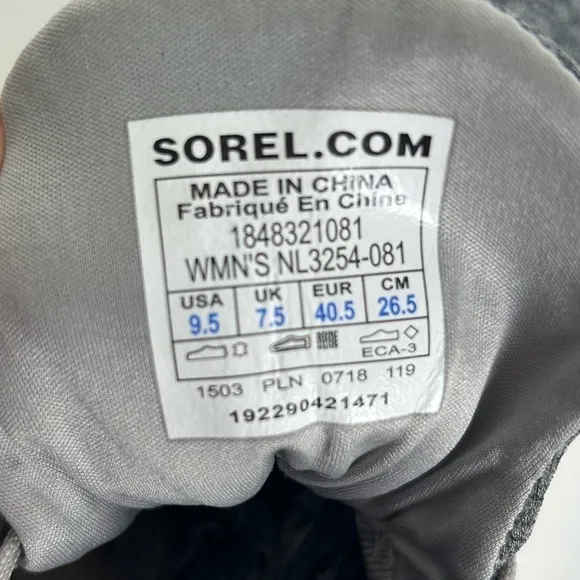 SOREL.COM
MADE IN CHINA
Fabriqué En Chine
1848321081
WMN'S NL3254-081
USA UK EUR CM
9.5 7.5 40.5 26.5
ECA-3
1503 PLN 0718 119
192290421471